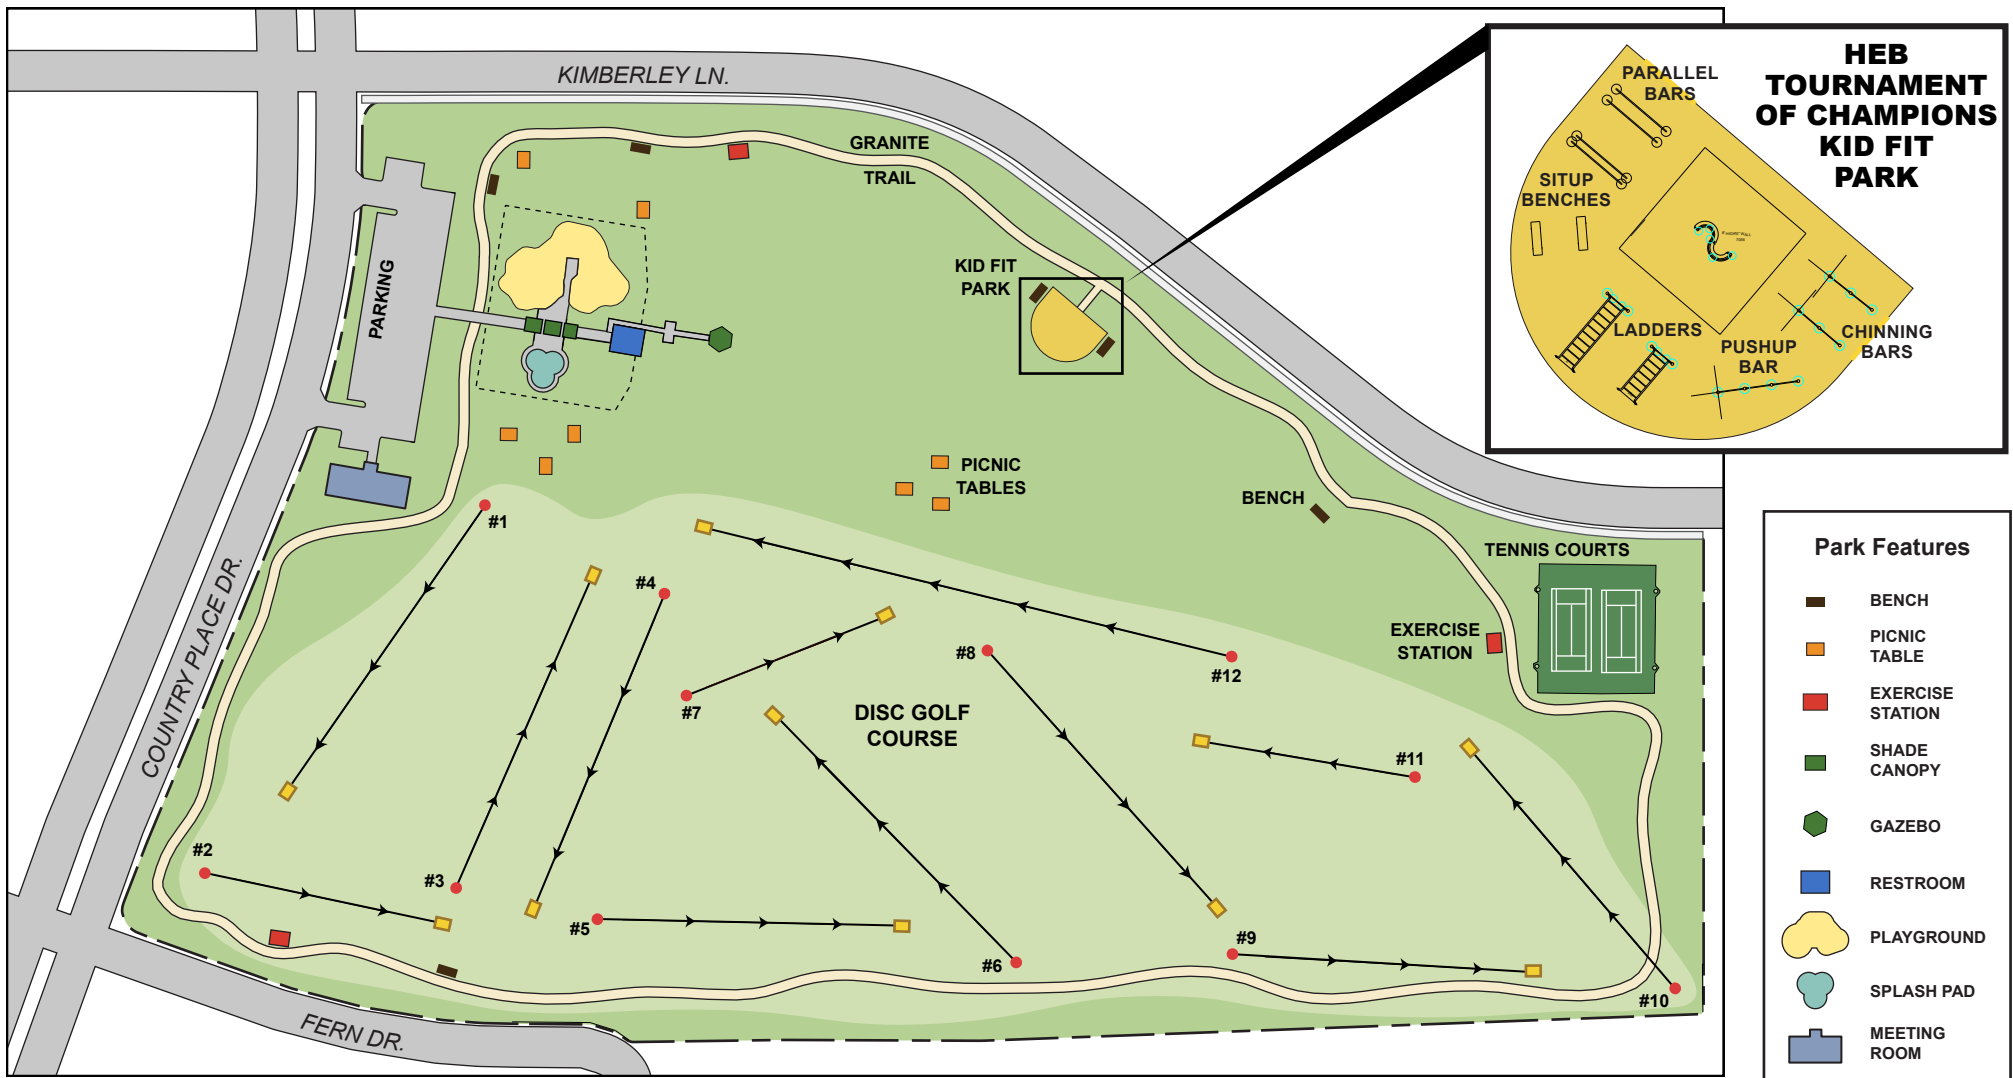 KIMBERLEY LN.
GRANITE
TRAIL
PARKING
KID FIT
PARK
PICNIC
TABLES
BENCH
TENNIS COURTS
EXERCISE
STATION
COUNTRY PLACE DR.
FERN DR.
DISC GOLF
COURSE
#1
#2
#3
#4
#5
#6
#7
#8
#9
#10
#11
#12
HEB
TOURNAMENT
OF CHAMPIONS
KID FIT
PARK
PARALLEL
BARS
SITUP
BENCHES
LADDERS
PUSHUP
BAR
CHINNING
BARS
Park Features
BENCH
PICNIC
TABLE
EXERCISE
STATION
SHADE
CANOPY
GAZEBO
RESTROOM
PLAYGROUND
SPLASH PAD
MEETING
ROOM